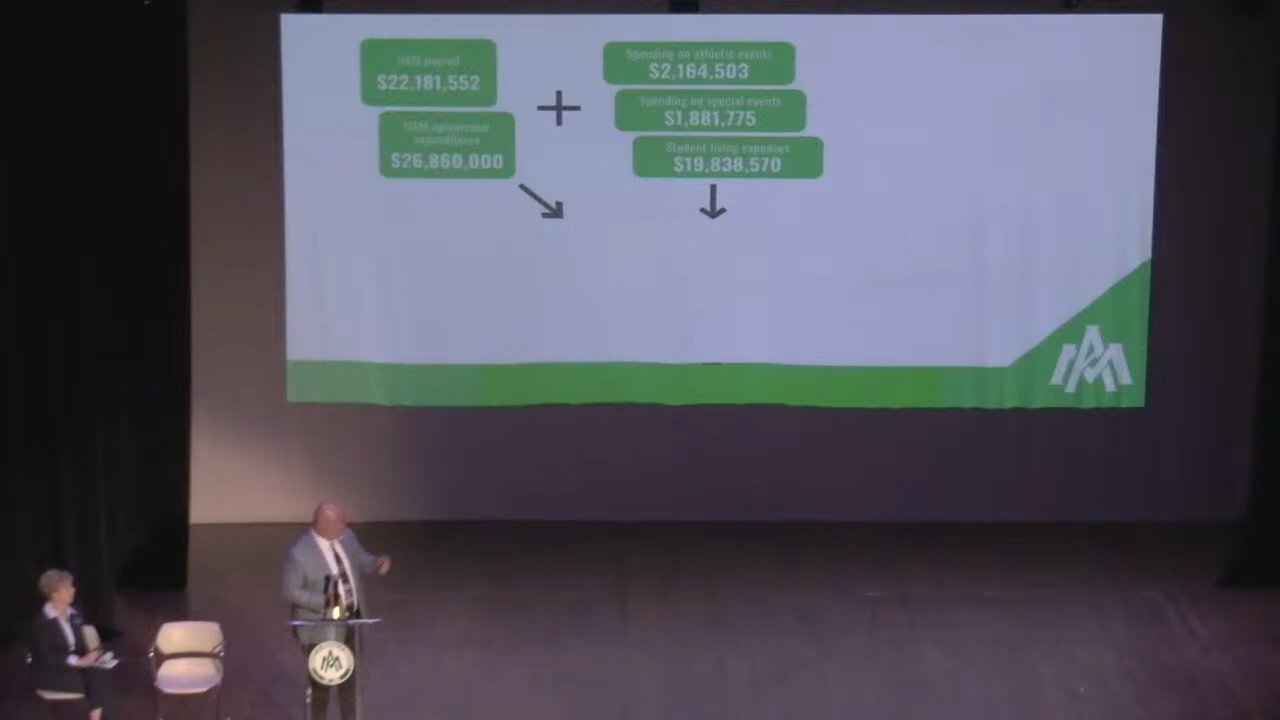 UAM payroll
$22,181,552
UAM operational
expenditures
$26,860,000
+
Spending on athletic events
$2,164.503
Spending on special events
$1,881,775
Student living expenses
$19,838,570